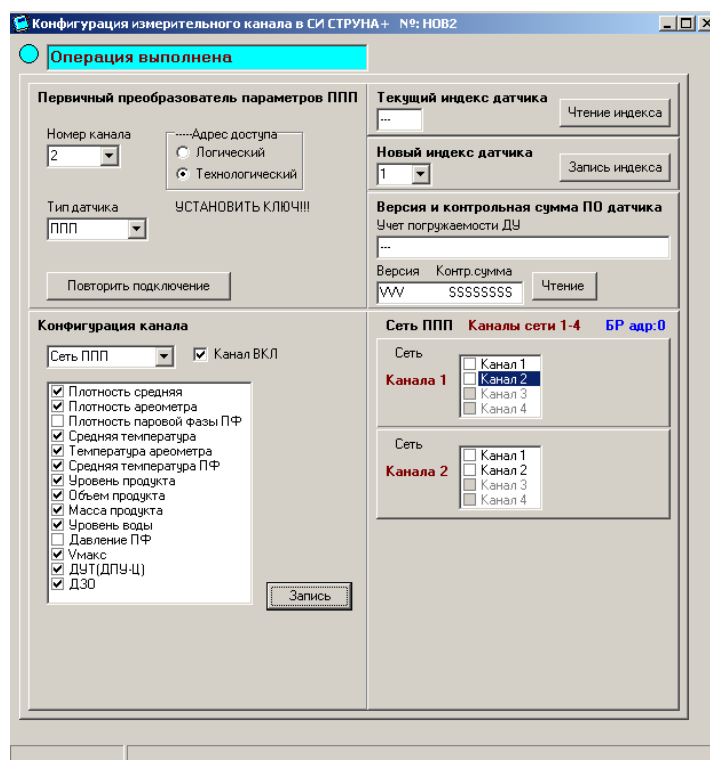 Конфигурация измерительного канала в СИ СТРУНА+ №: НОВ2
Операция выполнена
Первичный преобразователь параметров ППП
Номер канала
2
----Адрес доступа
Логический
Технологический
Тип датчика
УСТАНОВИТЬ КЛЮЧ!!!
ППП
Повторить подключение
Текущий индекс датчика
---
Чтение индекса
Новый индекс датчика
1
Запись индекса
Версия и контрольная сумма ПО датчика
Учет погружаемости ДУ
---
Версия Контр.сумма
VVV SSSSSSSS
Чтение
Конфигурация канала
Сеть ППП
Канал ВКЛ
Плотность средняя
Плотность ареометра
Плотность паровой фазы ПФ
Средняя температура
Температура ареометра
Средняя температура ПФ
Уровень продукта
Объем продукта
Масса продукта
Уровень воды
Давление ПФ
Vмакс
ДУТ(ДПУ-Ц)
ДЗО
Запись
Сеть ППП Каналы сети 1-4 БР адр:0
Сеть
Канала 1
Канал 1
Канал 2
Канал 3
Канал 4
Сеть
Канала 2
Канал 1
Канал 2
Канал 3
Канал 4